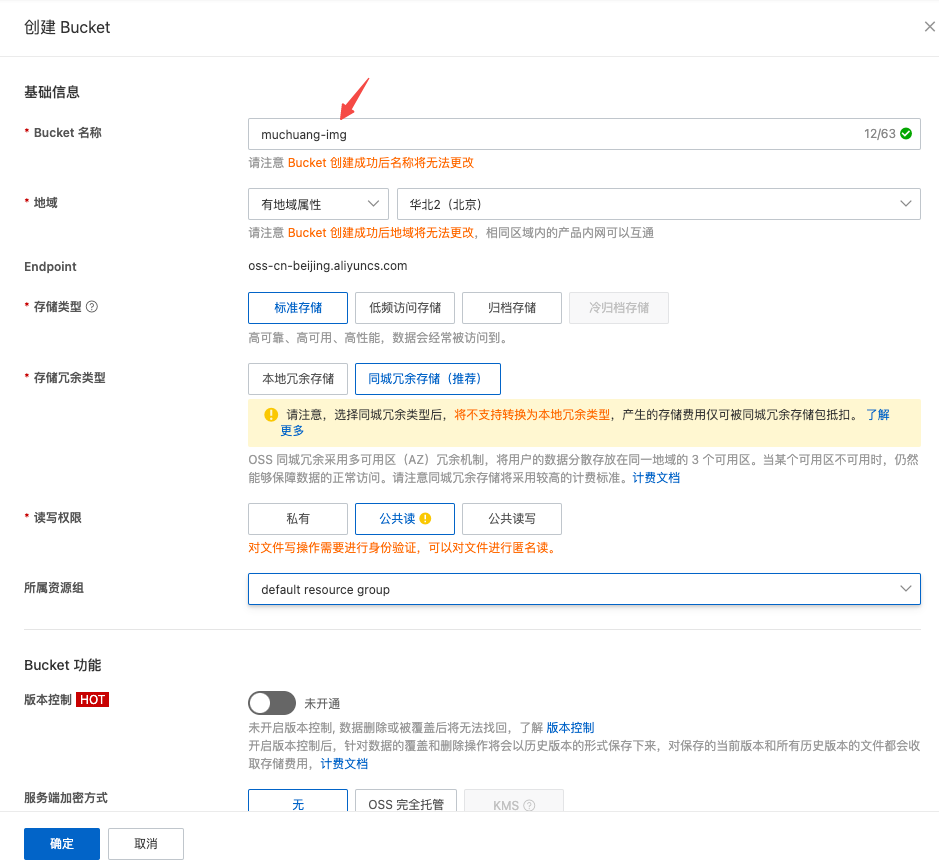 创建 Bucket
基础信息
* Bucket 名称
muchuang-img
12/63
请注意 Bucket 创建成功后名称将无法更改
* 地域
有地域属性
华北2（北京）
请注意 Bucket 创建成功后地域将无法更改，相同区域内的产品内网可以互通
Endpoint
oss-cn-beijing.aliyuncs.com
* 存储类型
标准存储
低频访问存储
归档存储
冷归档存储
高可靠、高可用、高性能，数据会经常被访问到。
* 存储冗余类型
本地冗余存储
同城冗余存储（推荐）
请注意，选择同城冗余类型后，将不支持转换为本地冗余类型，产生的存储费用仅可被同城冗余存储包抵扣。 了解
更多
OSS 同城冗余采用多可用区（AZ）冗余机制，将用户的数据分散存放在同一地域的 3 个可用区。当某个可用区不可用时，仍然
能够保障数据的正常访问。请注意同城冗余存储将采用较高的计费标准。计费文档
* 读写权限
私有
公共读
公共读写
对文件写操作需要进行身份验证，可以对文件进行匿名读。
所属资源组
default resource group
Bucket 功能
版本控制 HOT
未开通
未开启版本控制, 数据删除或被覆盖后将无法找回，了解 版本控制
开启版本控制后，针对数据的覆盖和删除操作将会以历史版本的形式保存下来，对保存的当前版本和所有历史版本的文件都会收
取存储费用，计费文档
服务端加密方式
无
OSS 完全托管
KMS
确定
取消